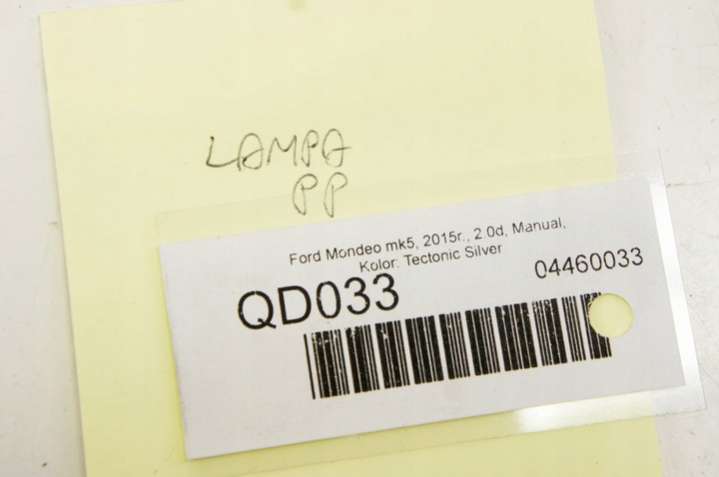 LAMPA
PP
Ford Mondeo mk5, 2015r., 2.0d, Manual,
Kolor: Tectonic Silver
QD033
04460033